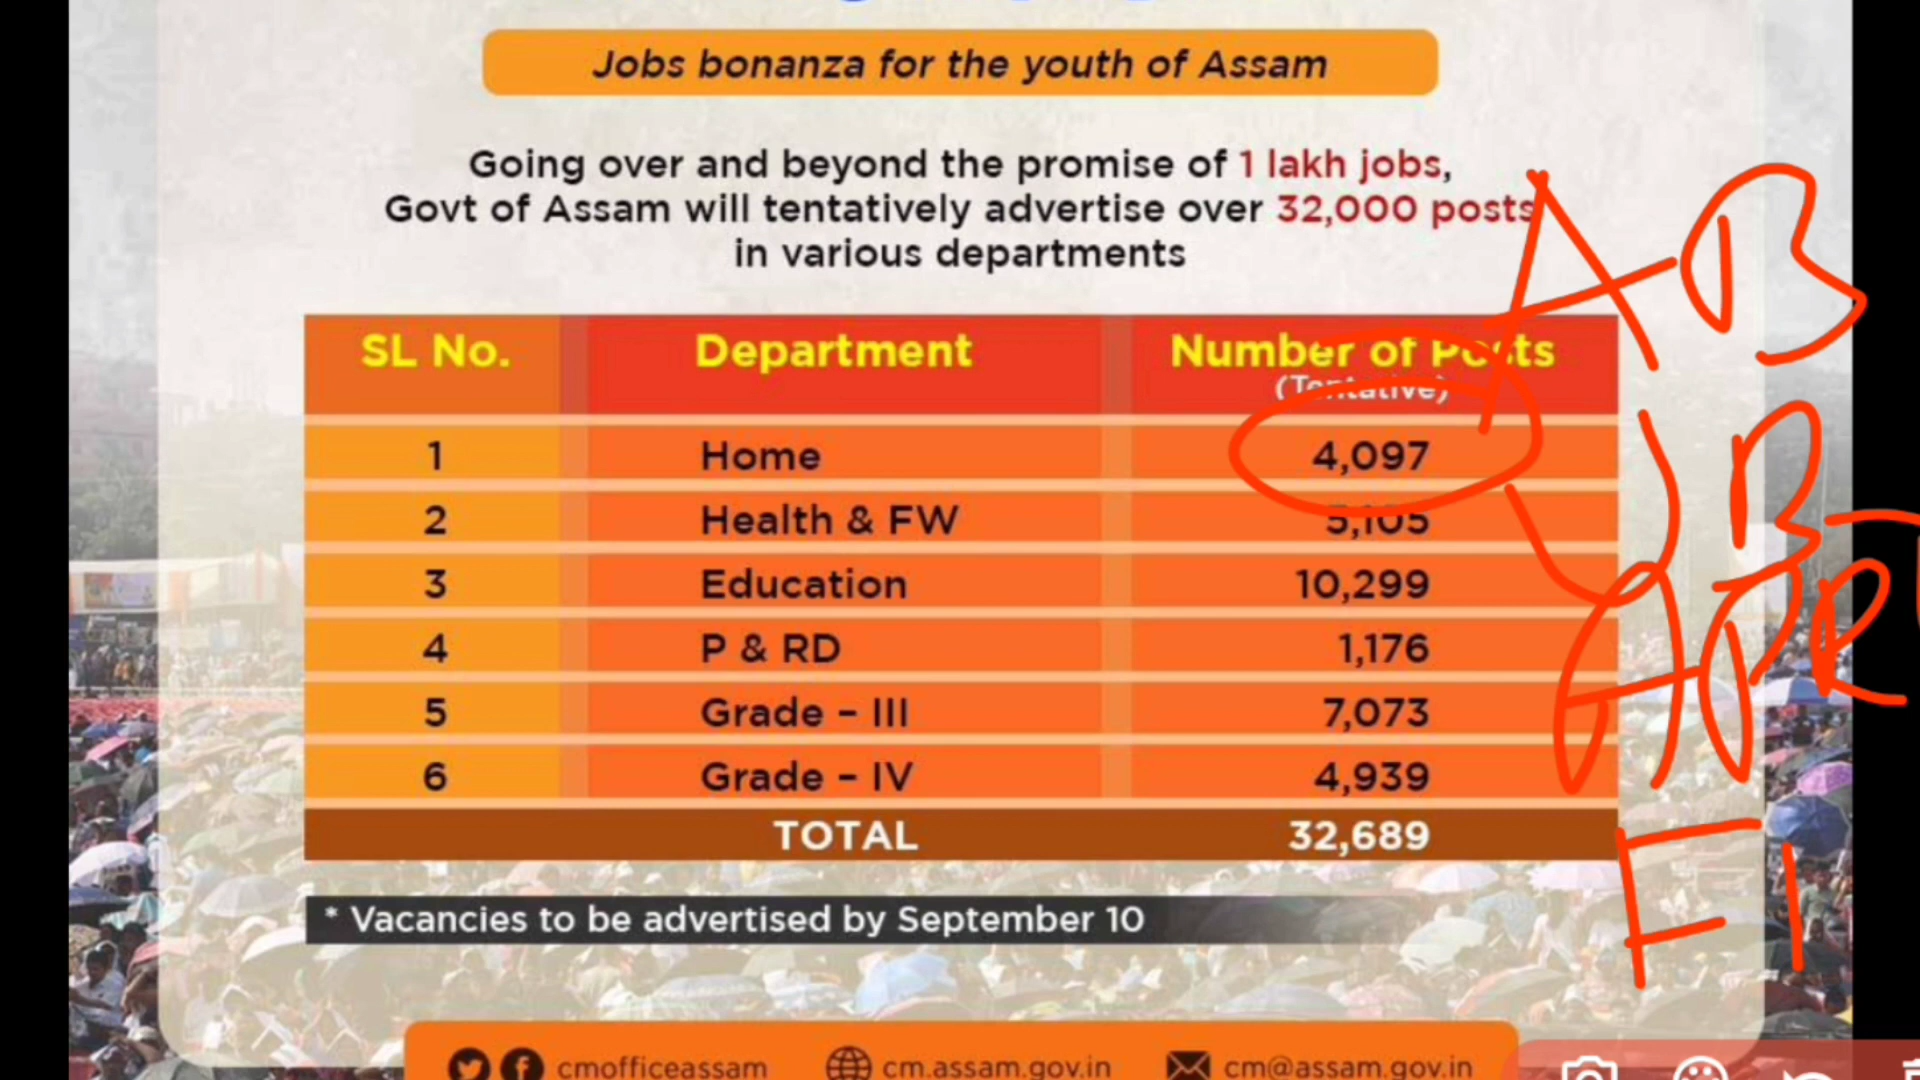 Jobs bonanza for the youth of Assam
Going over and beyond the promise of 1 lakh jobs,
Govt of Assam will tentatively advertise over 32,000 posts
in various departments
SL No. Department Number of Posts
(Tentative)
1 Home 4,097
2 Health & FW 5,105
3 Education 10,299
4 P & RD 1,176
5 Grade – III 7,073
6 Grade – IV 4,939
TOTAL 32,689
* Vacancies to be advertised by September 10
cmofficeassam cm.assam.gov.in cm@assam.gov.in
AB
UB